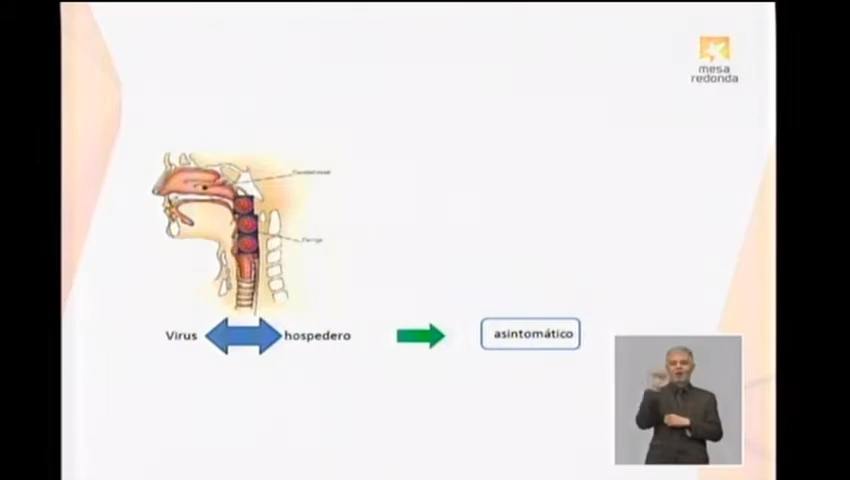 mesa
redonda
Virus
hospedero
asintomático